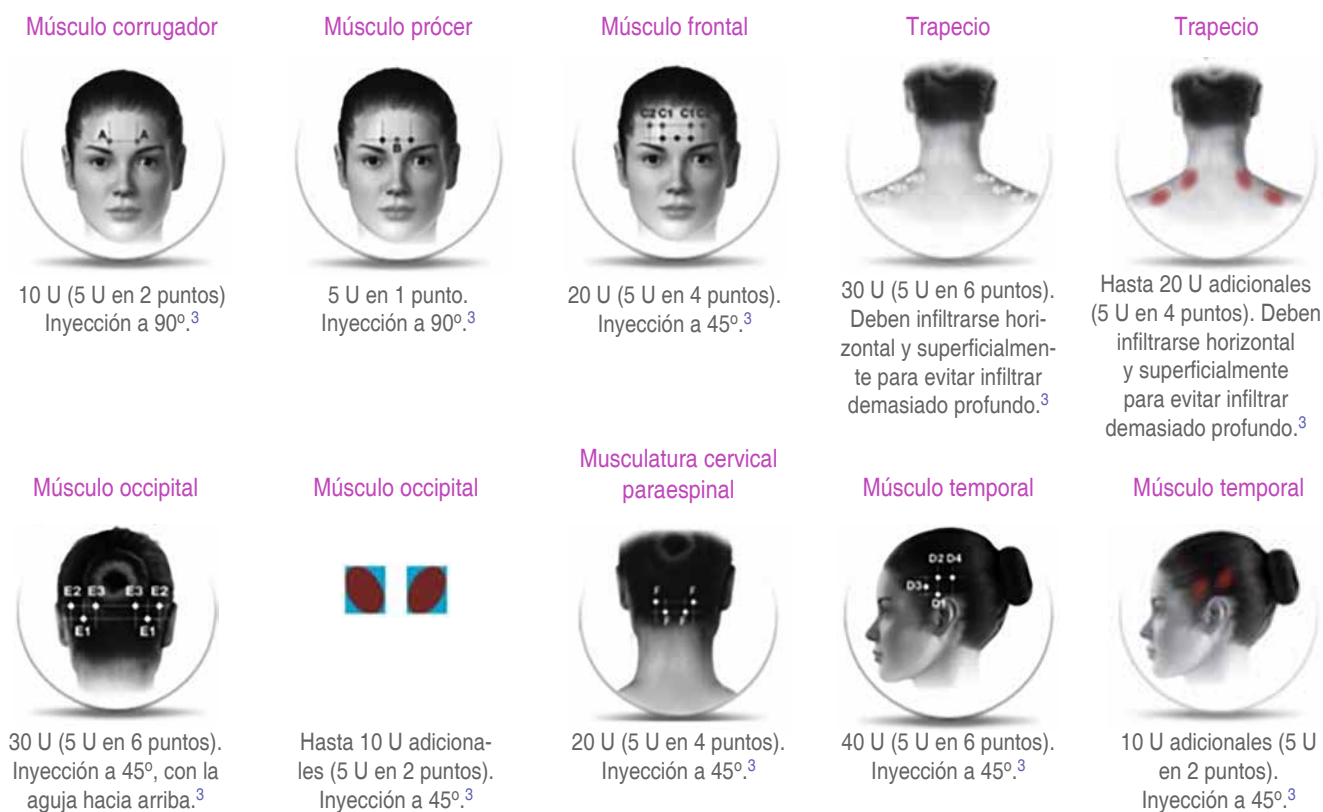 Músculo corrugador
A A
10 U (5 U en 2 puntos)
Inyección a 90º.3
Músculo prócer
B
5 U en 1 punto.
Inyección a 90º.3
Músculo frontal
C2 C1 C1 C2
20 U (5 U en 4 puntos).
Inyección a 45º.3
Trapecio
30 U (5 U en 6 puntos).
Deben infiltrarse hori-
zontal y superficialmen-
te para evitar infiltrar
demasiado profundo.3
Trapecio
Hasta 20 U adicionales
(5 U en 4 puntos). Deben
infiltrarse horizontal
y superficialmente
para evitar infiltrar
demasiado profundo.3
Músculo occipital
E2 E3 E3 E2
E1 E1
30 U (5 U en 6 puntos).
Inyección a 45º, con la
aguja hacia arriba.3
Músculo occipital
Hasta 10 U adiciona-
les (5 U en 2 puntos).
Inyección a 45º.3
Musculatura cervical
paraespinal
F F
F F
20 U (5 U en 4 puntos).
Inyección a 45º.3
Músculo temporal
D2 D4
D3
D1
40 U (5 U en 6 puntos).
Inyección a 45º.3
Músculo temporal
10 U adicionales (5 U
en 2 puntos).
Inyección a 45º.3